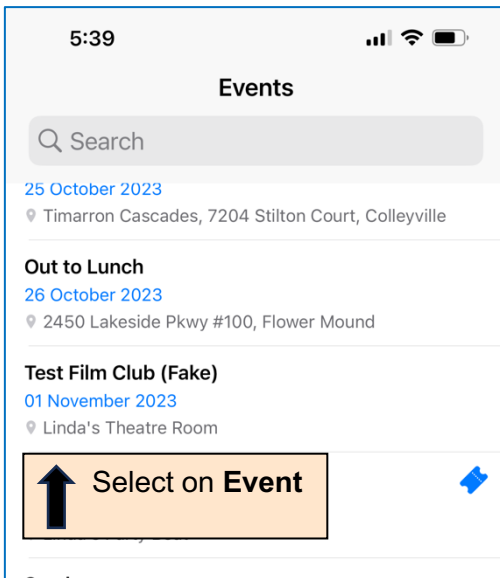 5:39
Events
Search
25 October 2023
Timarron Cascades, 7204 Stilton Court, Colleyville
Out to Lunch
26 October 2023
2450 Lakeside Pkwy #100, Flower Mound
Test Film Club (Fake)
01 November 2023
Linda's Theatre Room
Select on Event